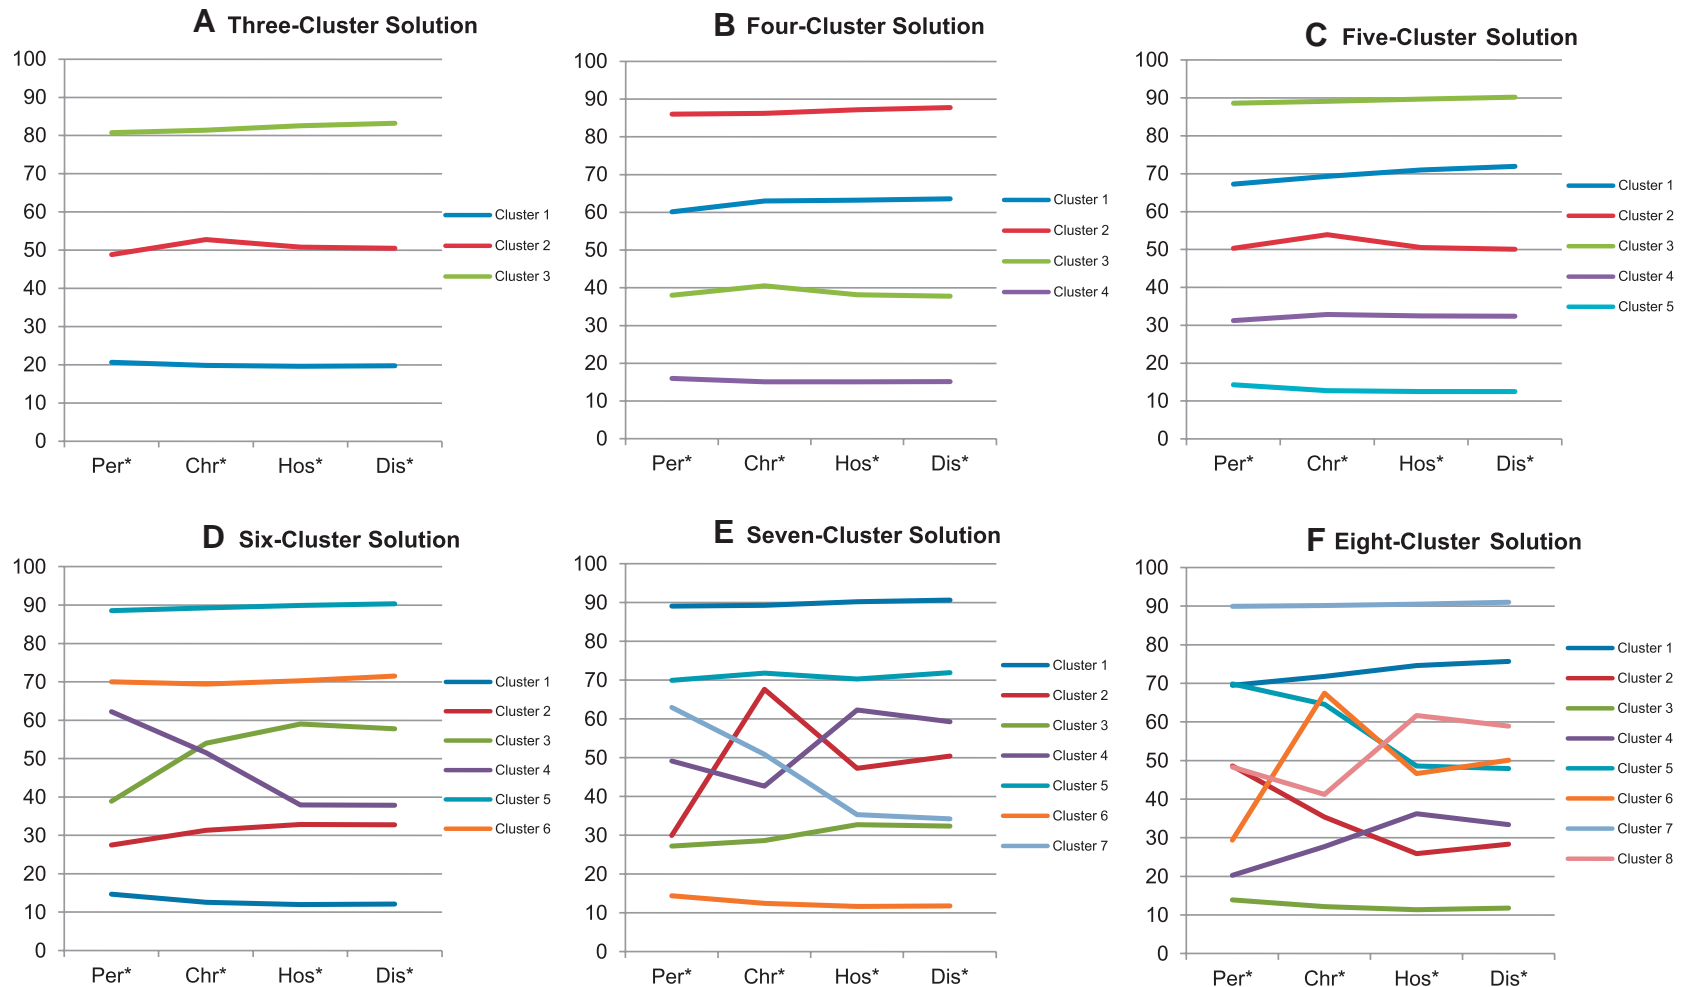 A Three-Cluster Solution
100
90
80
70
60
50
40
30
20
10
0
Per* Chr* Hos* Dis*
Cluster 1
Cluster 2
Cluster 3
B Four-Cluster Solution
100
90
80
70
60
50
40
30
20
10
0
Per* Chr* Hos* Dis*
Cluster 1
Cluster 2
Cluster 3
Cluster 4
C Five-Cluster Solution
100
90
80
70
60
50
40
30
20
10
0
Per* Chr* Hos* Dis*
Cluster 1
Cluster 2
Cluster 3
Cluster 4
Cluster 5
D Six-Cluster Solution
100
90
80
70
60
50
40
30
20
10
0
Per* Chr* Hos* Dis*
Cluster 1
Cluster 2
Cluster 3
Cluster 4
Cluster 5
Cluster 6
E Seven-Cluster Solution
100
90
80
70
60
50
40
30
20
10
0
Per* Chr* Hos* Dis*
Cluster 1
Cluster 2
Cluster 3
Cluster 4
Cluster 5
Cluster 6
Cluster 7
F Eight-Cluster Solution
100
90
80
70
60
50
40
30
20
10
0
Per* Chr* Hos* Dis*
Cluster 1
Cluster 2
Cluster 3
Cluster 4
Cluster 5
Cluster 6
Cluster 7
Cluster 8